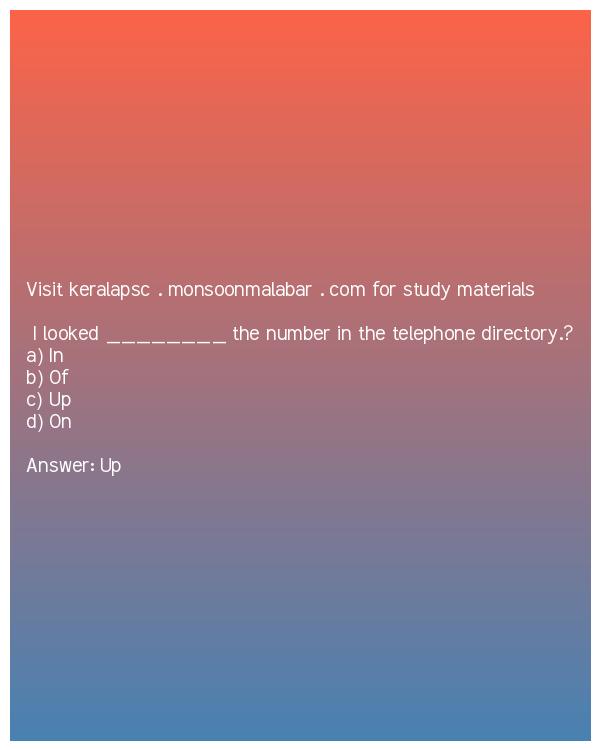 Visit keralapsc . monsoonmalabar . com for study materials
I looked ________ the number in the telephone directory.?
a) In
b) Of
c) Up
d) On
Answer: Up